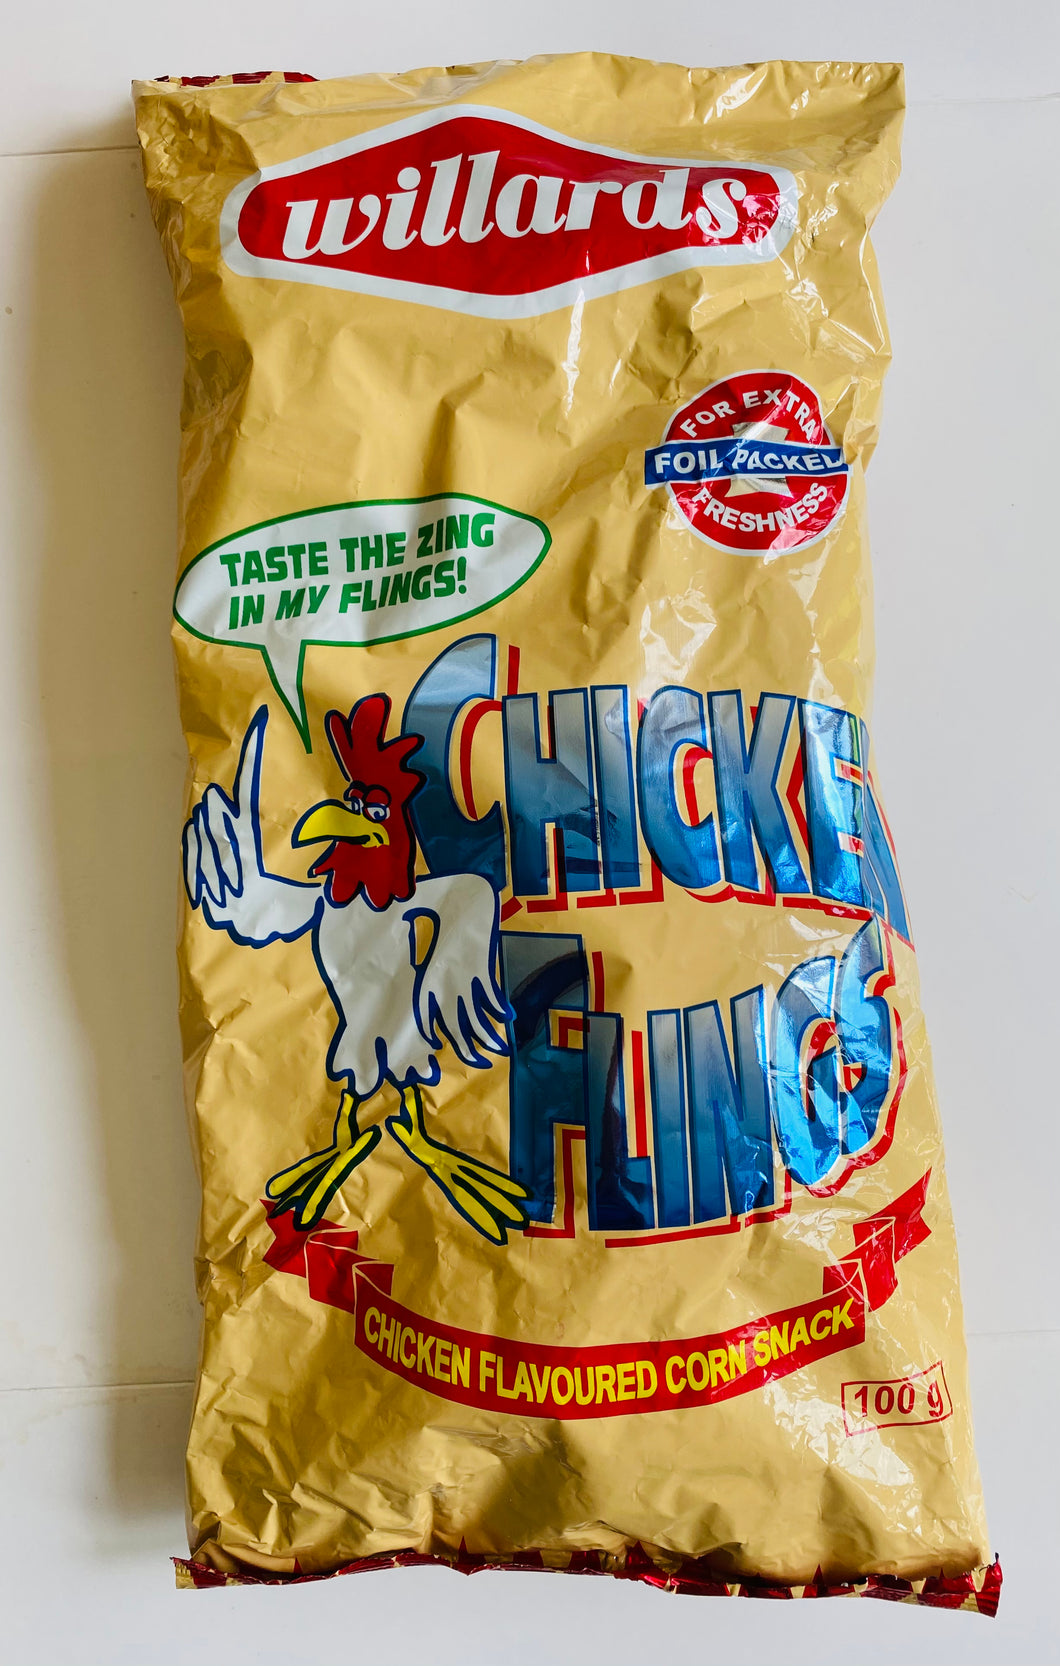 willards
FOR EXTRA
FOIL PACKED
FRESHNESS
TASTE THE ZING
IN MY FLINGS!
CHICKEN
FLINGS
CHICKEN FLAVOURED CORN SNACK
100 g